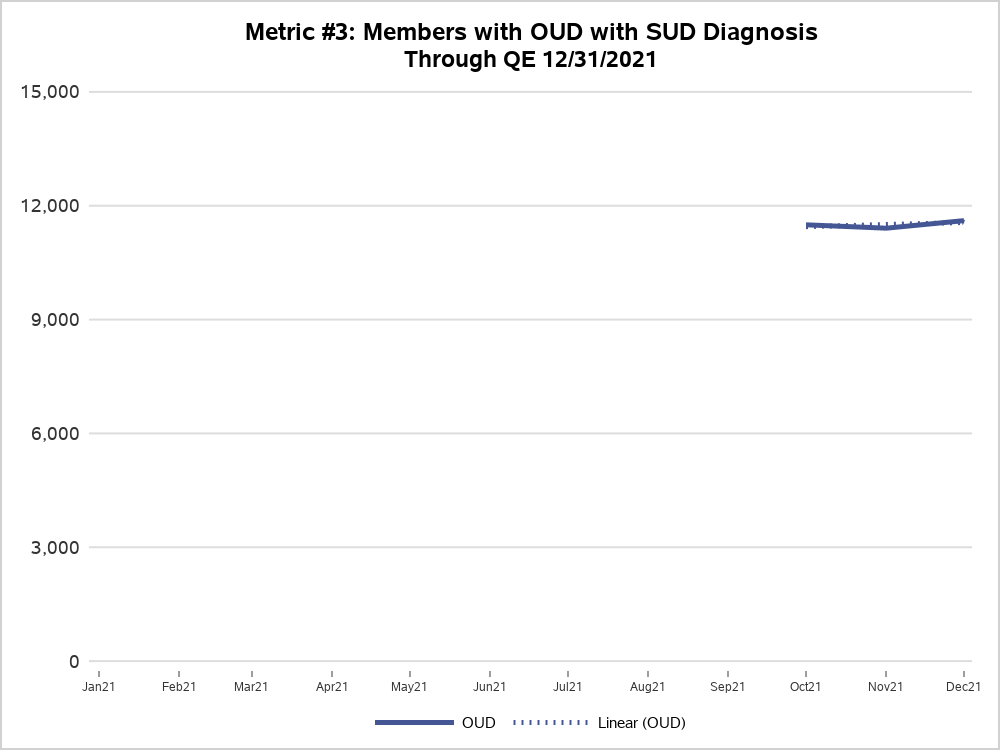 Metric #3: Members with OUD with SUD Diagnosis
Through QE 12/31/2021
15,000
12,000
9,000
6,000
3,000
0
Jan21 Feb21 Mar21 Apr21 May21 Jun21 Jul21 Aug21 Sep21 Oct21 Nov21 Dec21
OUD Linear (OUD)